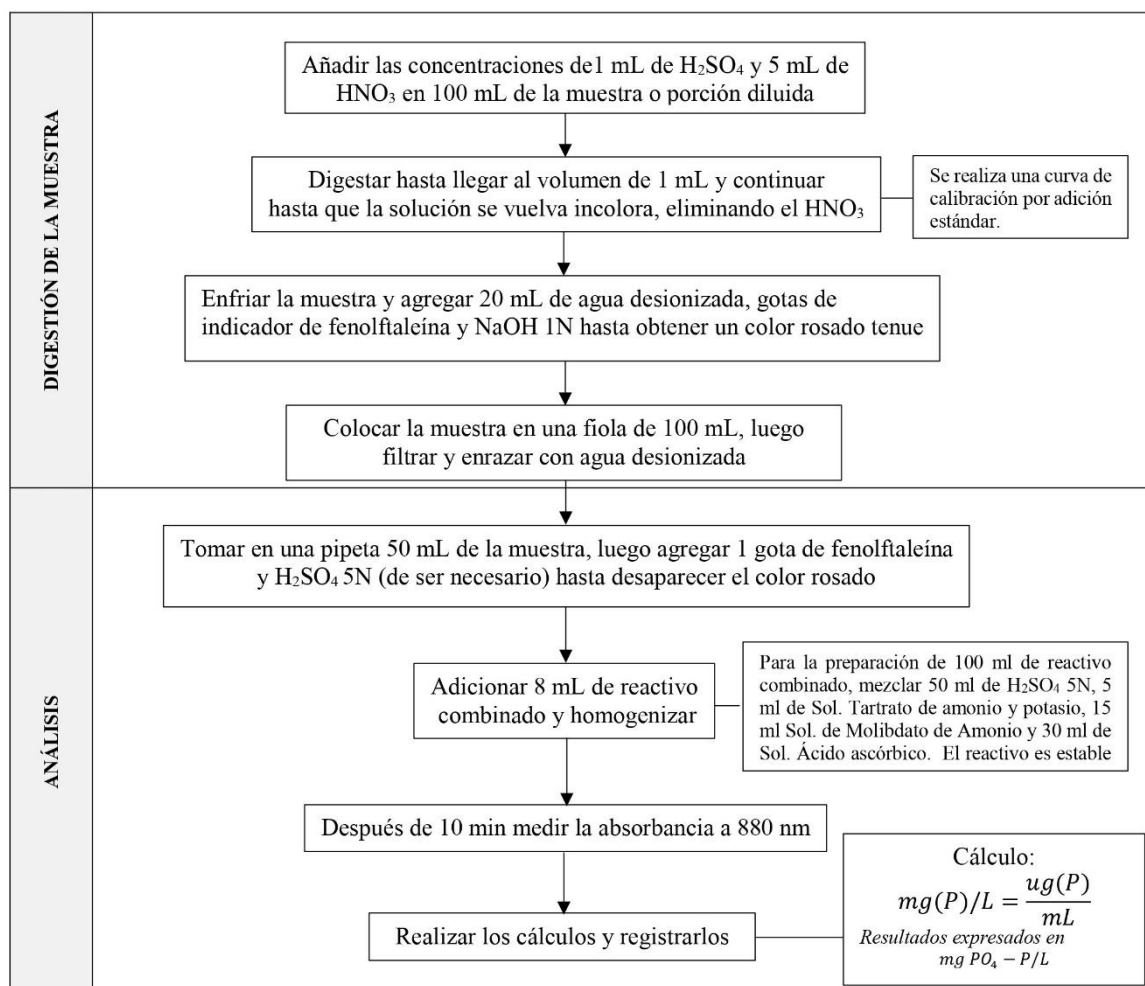 DIGESTIÓN DE LA MUESTRA
Añadir las concentraciones de1 mL de H₂SO₄ y 5 mL de
HNO₃ en 100 mL de la muestra o porción diluida
Digestar hasta llegar al volumen de 1 mL y continuar
hasta que la solución se vuelva incolora, eliminando el HNO₃
Se realiza una curva de
calibración por adición
estándar.
Enfriar la muestra y agregar 20 mL de agua desionizada, gotas de
indicador de fenolftaleína y NaOH 1N hasta obtener un color rosado tenue
Colocar la muestra en una fiola de 100 mL, luego
filtrar y enrazar con agua desionizada
ANÁLISIS
Tomar en una pipeta 50 mL de la muestra, luego agregar 1 gota de fenolftaleína
y H₂SO₄ 5N (de ser necesario) hasta desaparecer el color rosado
Adicionar 8 mL de reactivo
combinado y homogenizar
Para la preparación de 100 ml de reactivo
combinado, mezclar 50 ml de H₂SO₄ 5N, 5
ml de Sol. Tartrato de amonio y potasio, 15
ml Sol. de Molibdato de Amonio y 30 ml de
Sol. Ácido ascórbico. El reactivo es estable
Después de 10 min medir la absorbancia a 880 nm
Realizar los cálculos y registrarlos
Cálculo:
mg(P)/L = ug(P)/mL
Resultados expresados en
mg PO₄ − P/L